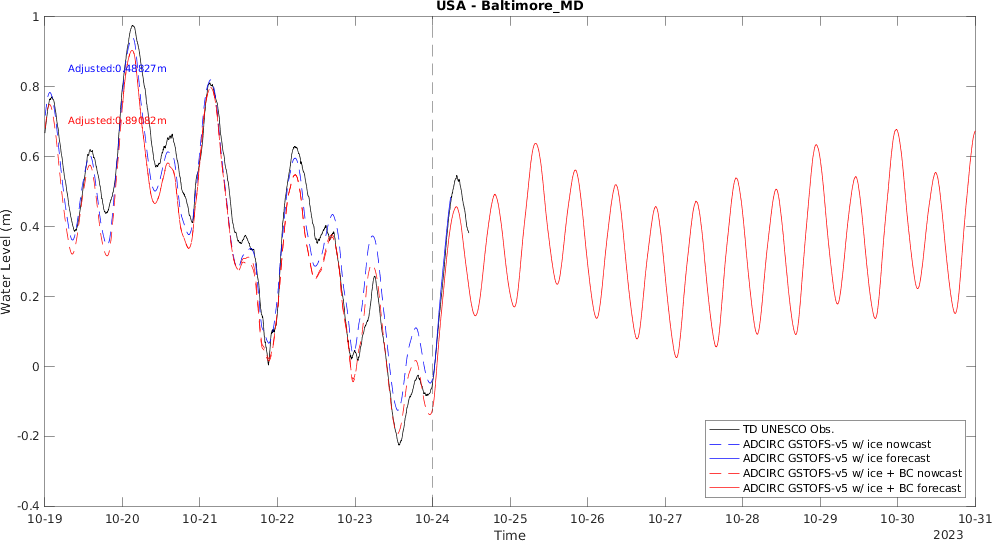 USA - Baltimore_MD
1
0.8
0.6
0.4
0.2
0
-0.2
-0.4
Water Level (m)
Adjusted:0.48827m
Adjusted:0.89082m
TD UNESCO Obs.
ADCIRC GSTOFS-v5 w/ ice nowcast
ADCIRC GSTOFS-v5 w/ ice forecast
ADCIRC GSTOFS-v5 w/ ice + BC nowcast
ADCIRC GSTOFS-v5 w/ ice + BC forecast
10-19 10-20 10-21 10-22 10-23 10-24 10-25 10-26 10-27 10-28 10-29 10-30 10-31
Time
2023